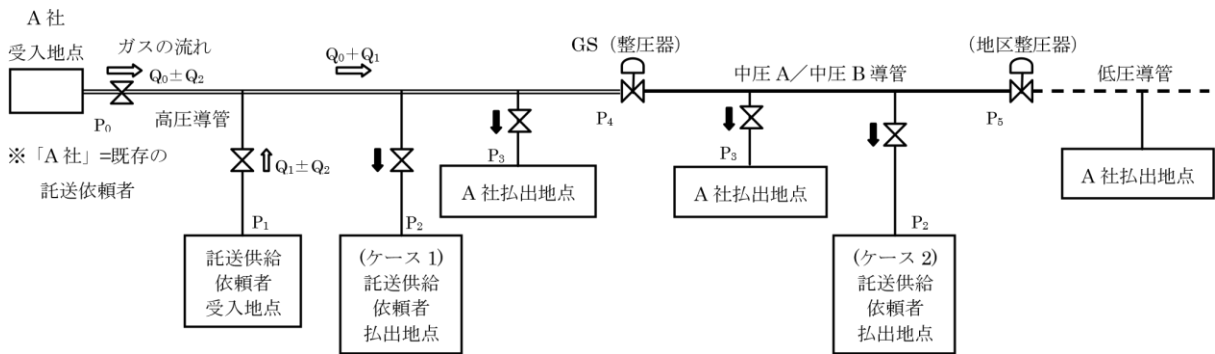 A 社
受入地点
ガスの流れ
Q₀±Q₂
Q₀+Q₁
GS（整圧器）
（地区整圧器）
中圧 A／中圧 B 導管
低圧導管
P₀
高圧導管
P₄
P₅
※「A 社」=既存の
託送依頼者
Q₁±Q₂
P₃
A 社払出地点
P₃
A 社払出地点
A 社払出地点
P₁
託送供給
依頼者
受入地点
P₂
(ケース 1)
託送供給
依頼者
払出地点
P₂
(ケース 2)
託送供給
依頼者
払出地点